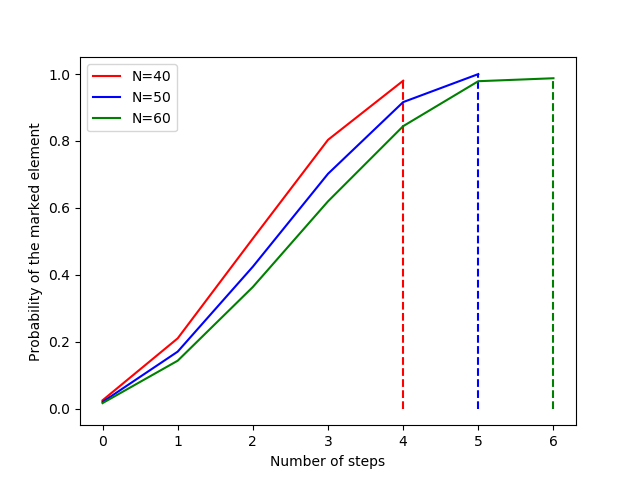 N=40
N=50
N=60
1.0
0.8
0.6
0.4
0.2
0.0
Probability of the marked element
0 1 2 3 4 5 6
Number of steps